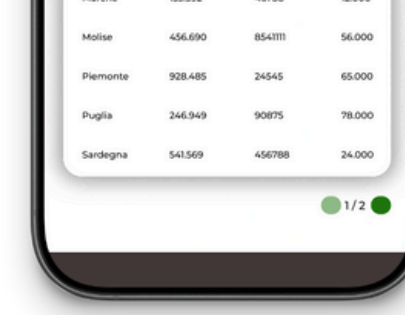 Molise 456.690 8541111 56.000
Piemonte 928.485 24545 65.000
Puglia 246.949 90875 78.000
Sardegna 541.569 456788 24.000
1 / 2